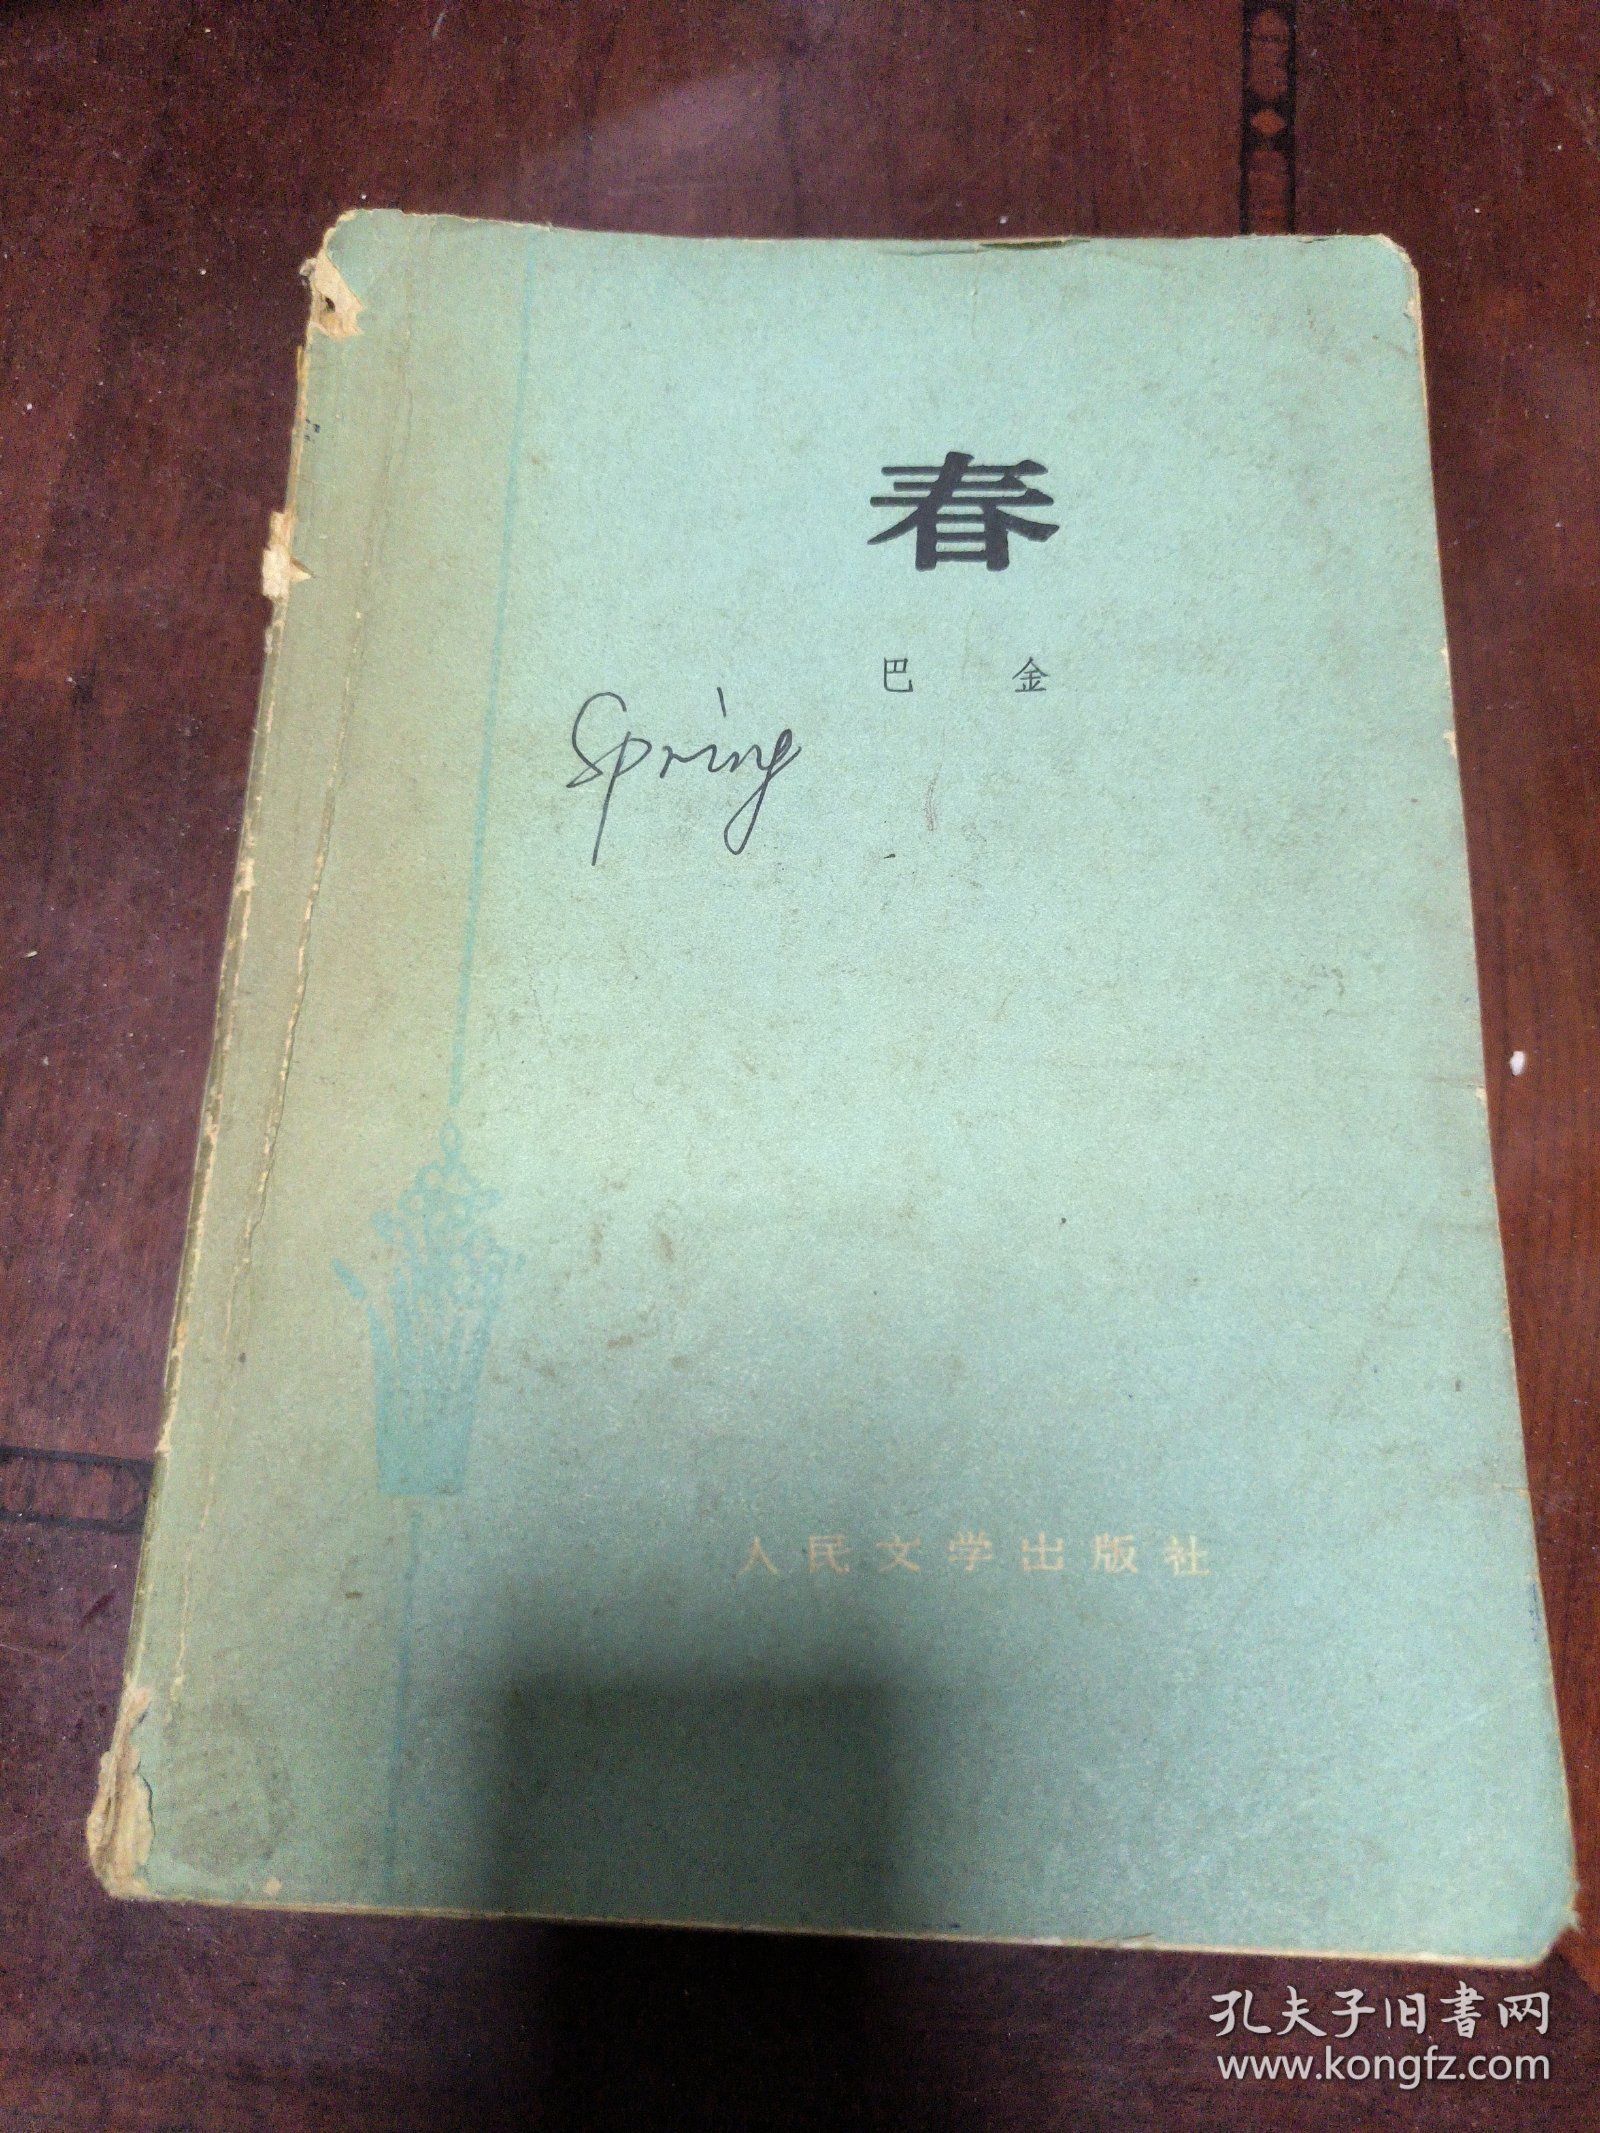 春
巴 金
Spring
人民文学出版社
孔夫子旧書网
www.kongfz.com